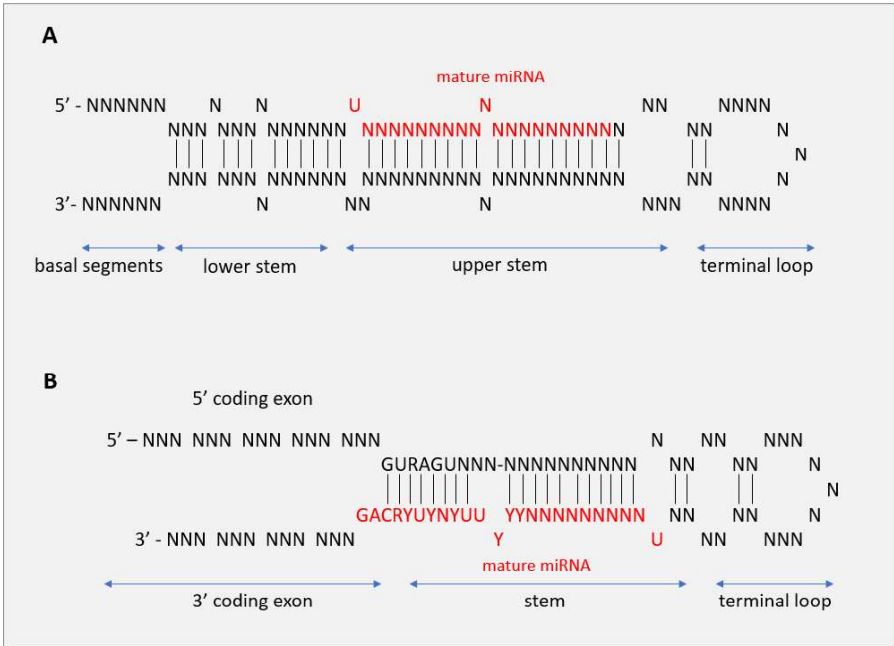 A
mature miRNA
5’ - NNNNNN N N U N NN NNNN
NNN NNN NNNNNN NNNNNNNNN NNNNNNNNNN NN N
N
NNN NNN NNNNNN NNNNNNNNN NNNNNNNNNN NN N
3’- NNNNNN N NN N NNN NNNN
basal segments lower stem upper stem terminal loop
B
5’ coding exon
5’ – NNN NNN NNN NNN NNN N NN NNN
GURAGUNNN-NNNNNNNNNN NN NN N
N
GACRYUYNYUU YYNNNNNNNNN NN NN N
3’ - NNN NNN NNN NNN Y U NN NNN
mature miRNA
3’ coding exon stem terminal loop